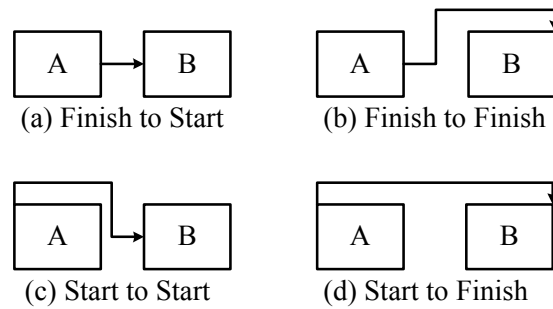 A B
A B
(a) Finish to Start
(b) Finish to Finish
A B
A B
(c) Start to Start
(d) Start to Finish